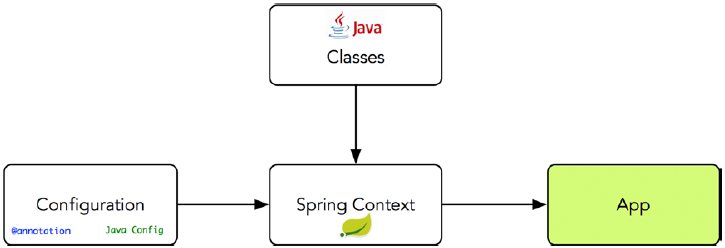 Java
Classes
Configuration
@annotation Java Config
Spring Context
App